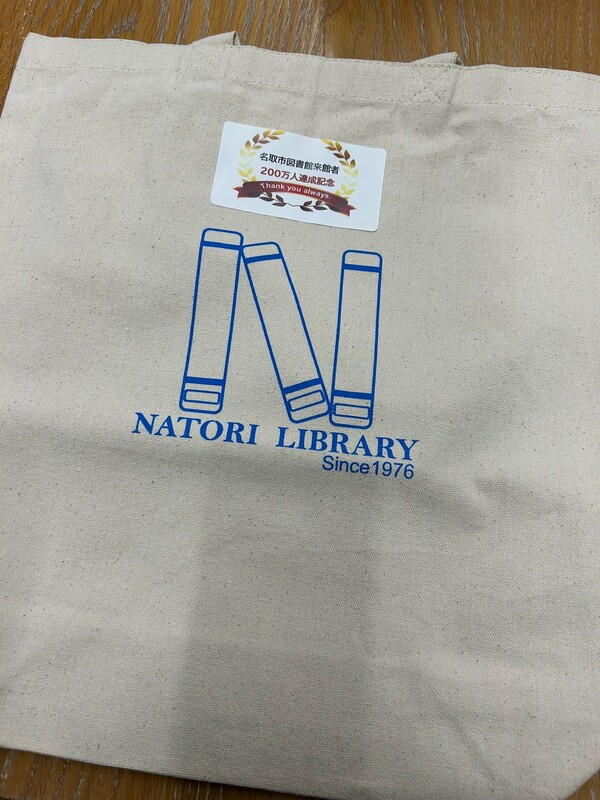 名取市図書館来館者
200万人達成記念
Thank you always.
NATORI LIBRARY
Since1976